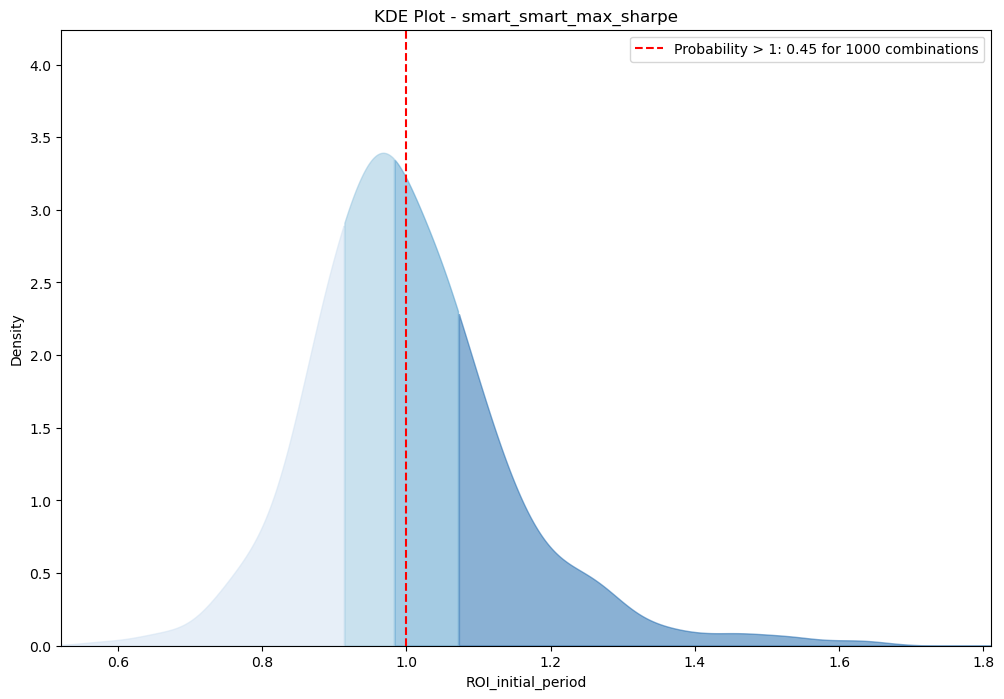 KDE Plot - smart_smart_max_sharpe
Probability > 1: 0.45 for 1000 combinations
Density
4.0
3.5
3.0
2.5
2.0
1.5
1.0
0.5
0.0
0.6 0.8 1.0 1.2 1.4 1.6 1.8
ROI_initial_period